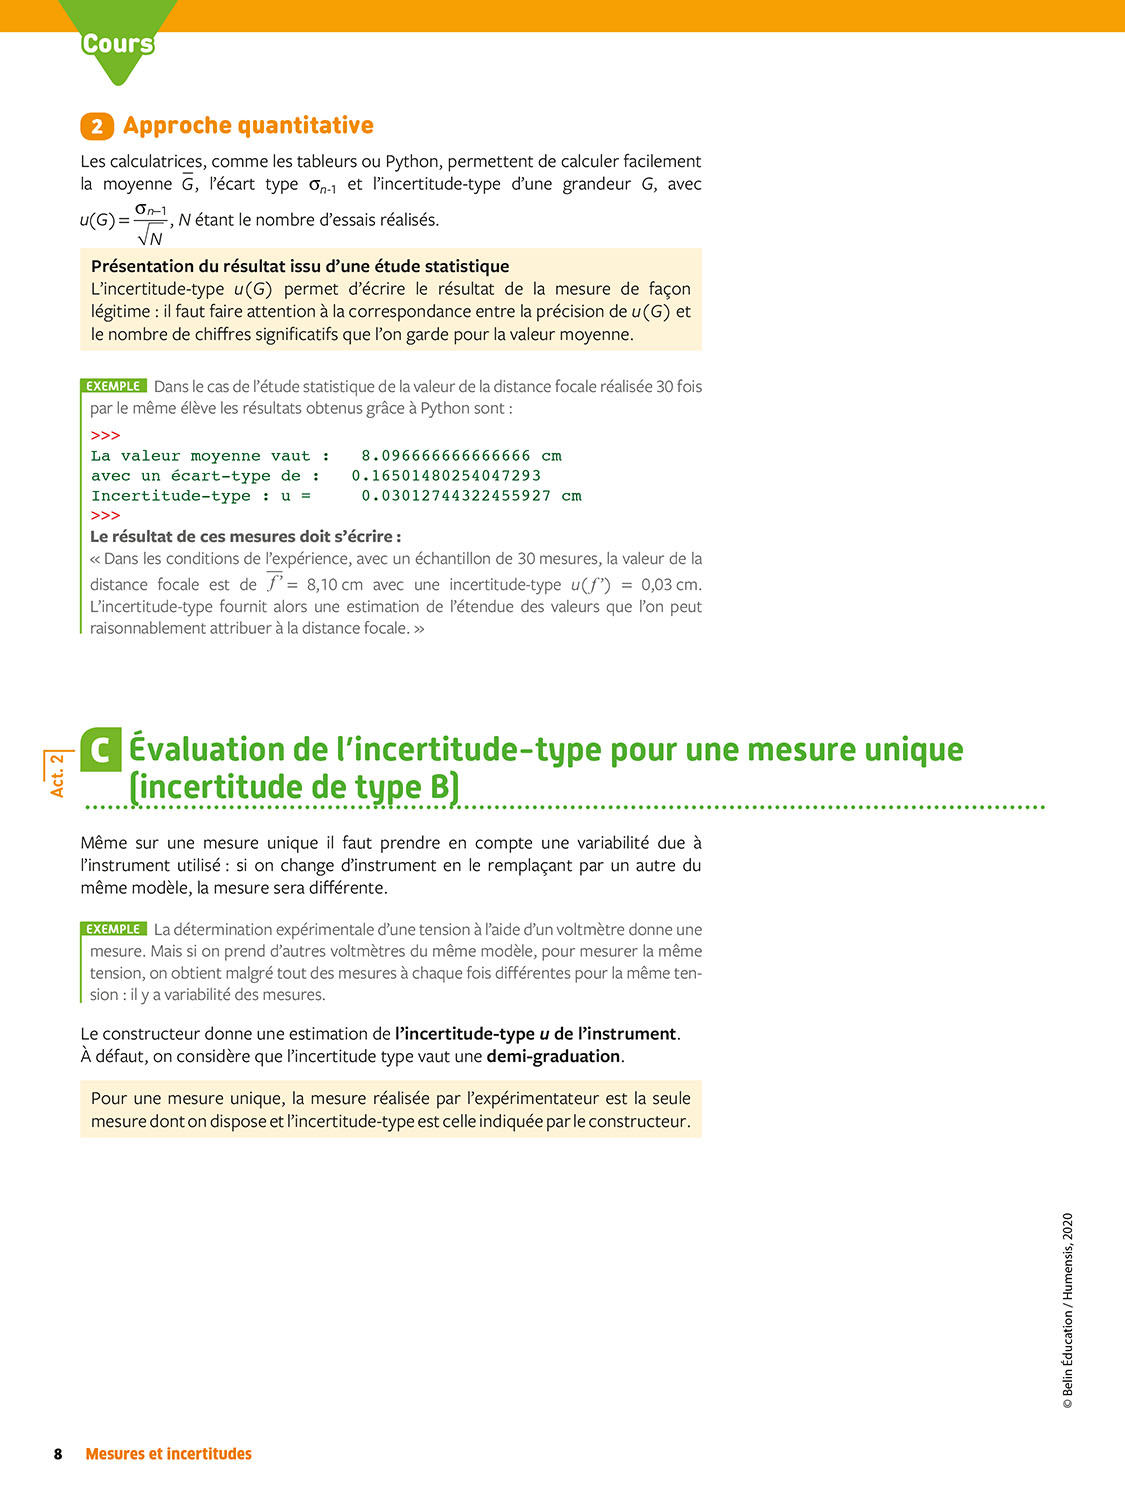 Cours
2 Approche quantitative
Les calculatrices, comme les tableurs ou Python, permettent de calculer facilement
la moyenne G̅, l’écart type σn-1 et l’incertitude-type d’une grandeur G, avec
u(G) = σn–1 / √N, N étant le nombre d’essais réalisés.
Présentation du résultat issu d’une étude statistique
L’incertitude-type u(G) permet d’écrire le résultat de la mesure de façon
légitime : il faut faire attention à la correspondance entre la précision de u(G) et
le nombre de chiffres significatifs que l’on garde pour la valeur moyenne.
EXEMPLE Dans le cas de l’étude statistique de la valeur de la distance focale réalisée 30 fois
par le même élève les résultats obtenus grâce à Python sont :
>>>
La valeur moyenne vaut : 8.096666666666666 cm
avec un écart-type de : 0.16501480254047293
Incertitude-type : u = 0.03012744322455927 cm
>>>
Le résultat de ces mesures doit s’écrire :
« Dans les conditions de l’expérience, avec un échantillon de 30 mesures, la valeur de la
distance focale est de f’̅ = 8,10 cm avec une incertitude-type u(f’) = 0,03 cm.
L’incertitude-type fournit alors une estimation de l’étendue des valeurs que l’on peut
raisonnablement attribuer à la distance focale. »
Act. 2
C Évaluation de l’incertitude-type pour une mesure unique
(incertitude de type B)
Même sur une mesure unique il faut prendre en compte une variabilité due à
l’instrument utilisé : si on change d’instrument en le remplaçant par un autre du
même modèle, la mesure sera différente.
EXEMPLE La détermination expérimentale d’une tension à l’aide d’un voltmètre donne une
mesure. Mais si on prend d’autres voltmètres du même modèle, pour mesurer la même
tension, on obtient malgré tout des mesures à chaque fois différentes pour la même ten-
sion : il y a variabilité des mesures.
Le constructeur donne une estimation de l’incertitude-type u de l’instrument.
À défaut, on considère que l’incertitude type vaut une demi-graduation.
Pour une mesure unique, la mesure réalisée par l’expérimentateur est la seule
mesure dont on dispose et l’incertitude-type est celle indiquée par le constructeur.
© Belin Éducation / Humensis, 2020
8 Mesures et incertitudes